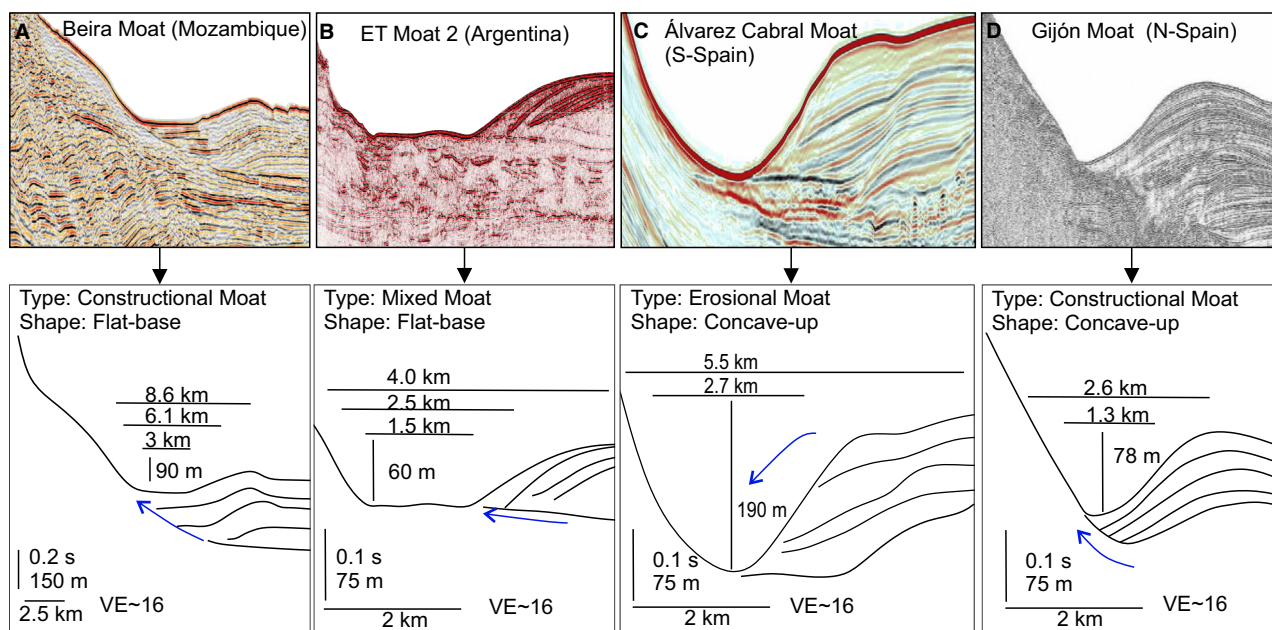 A Beira Moat (Mozambique)
B ET Moat 2 (Argentina)
C Álvarez Cabral Moat
(S-Spain)
D Gijón Moat (N-Spain)
Type: Constructional Moat
Shape: Flat-base
8.6 km
6.1 km
3 km
90 m
0.2 s
150 m
2.5 km
VE~16
Type: Mixed Moat
Shape: Flat-base
4.0 km
2.5 km
1.5 km
60 m
0.1 s
75 m
2 km
VE~16
Type: Erosional Moat
Shape: Concave-up
5.5 km
2.7 km
190 m
0.1 s
75 m
2 km
VE~16
Type: Constructional Moat
Shape: Concave-up
2.6 km
1.3 km
78 m
0.1 s
75 m
2 km
VE~16